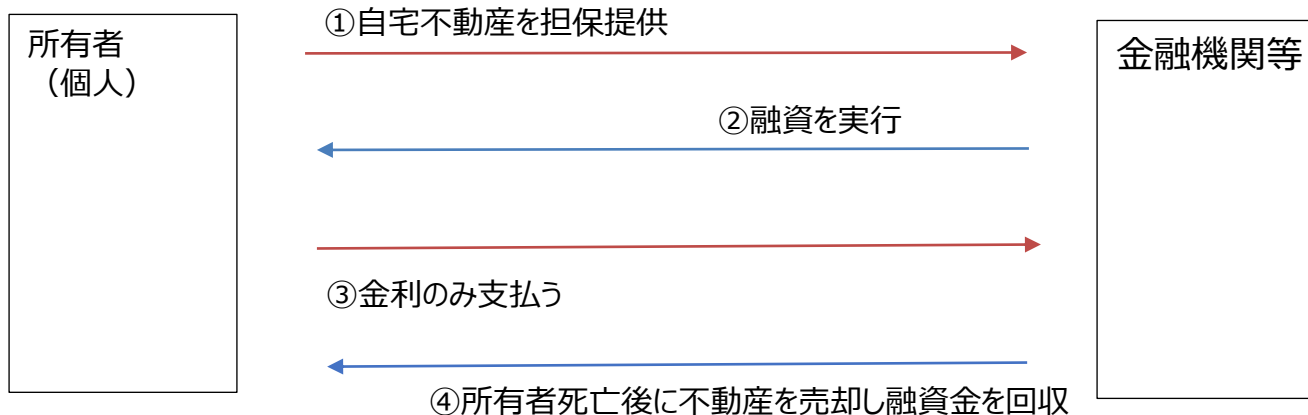 ①自宅不動産を担保提供
所有者
（個人）
金融機関等
②融資を実行
③金利のみ支払う
④所有者死亡後に不動産を売却し融資金を回収